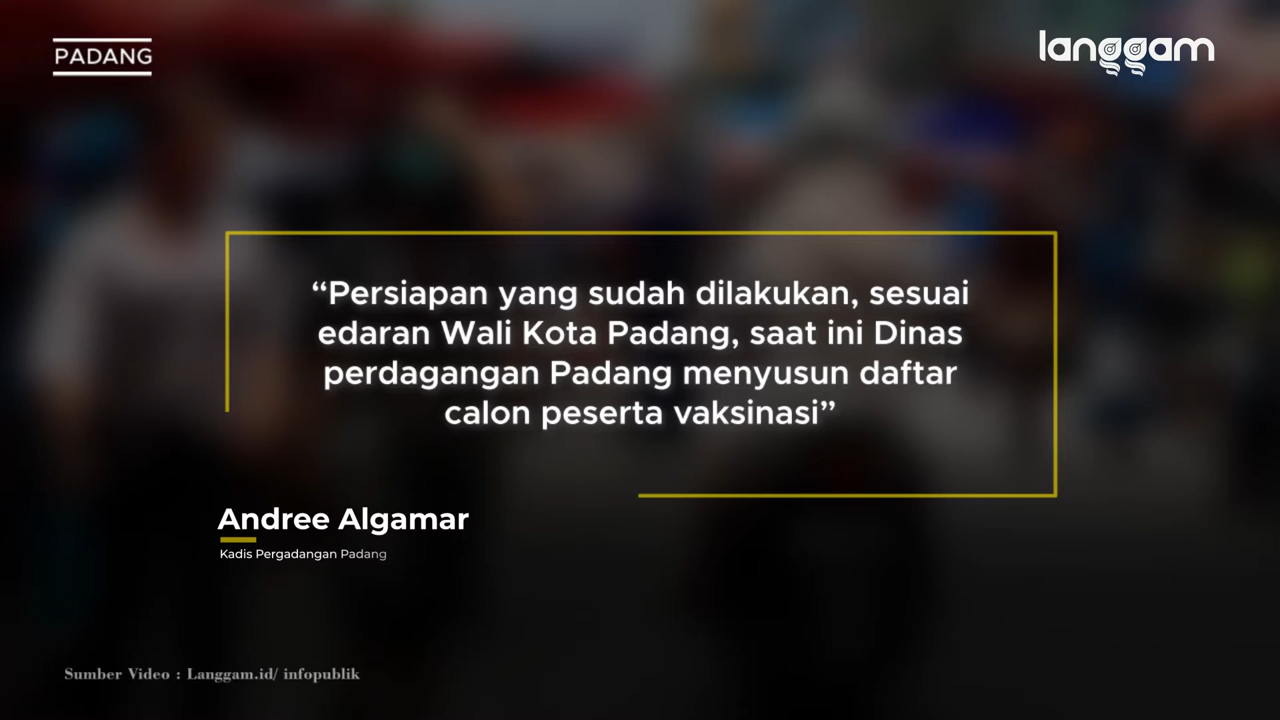 PADANG
langgam
“Persiapan yang sudah dilakukan, sesuai
edaran Wali Kota Padang, saat ini Dinas
perdagangan Padang menyusun daftar
calon peserta vaksinasi”
Andree Algamar
Kadis Pergadangan Padang
Sumber Video : Langgam.id/ infopublik